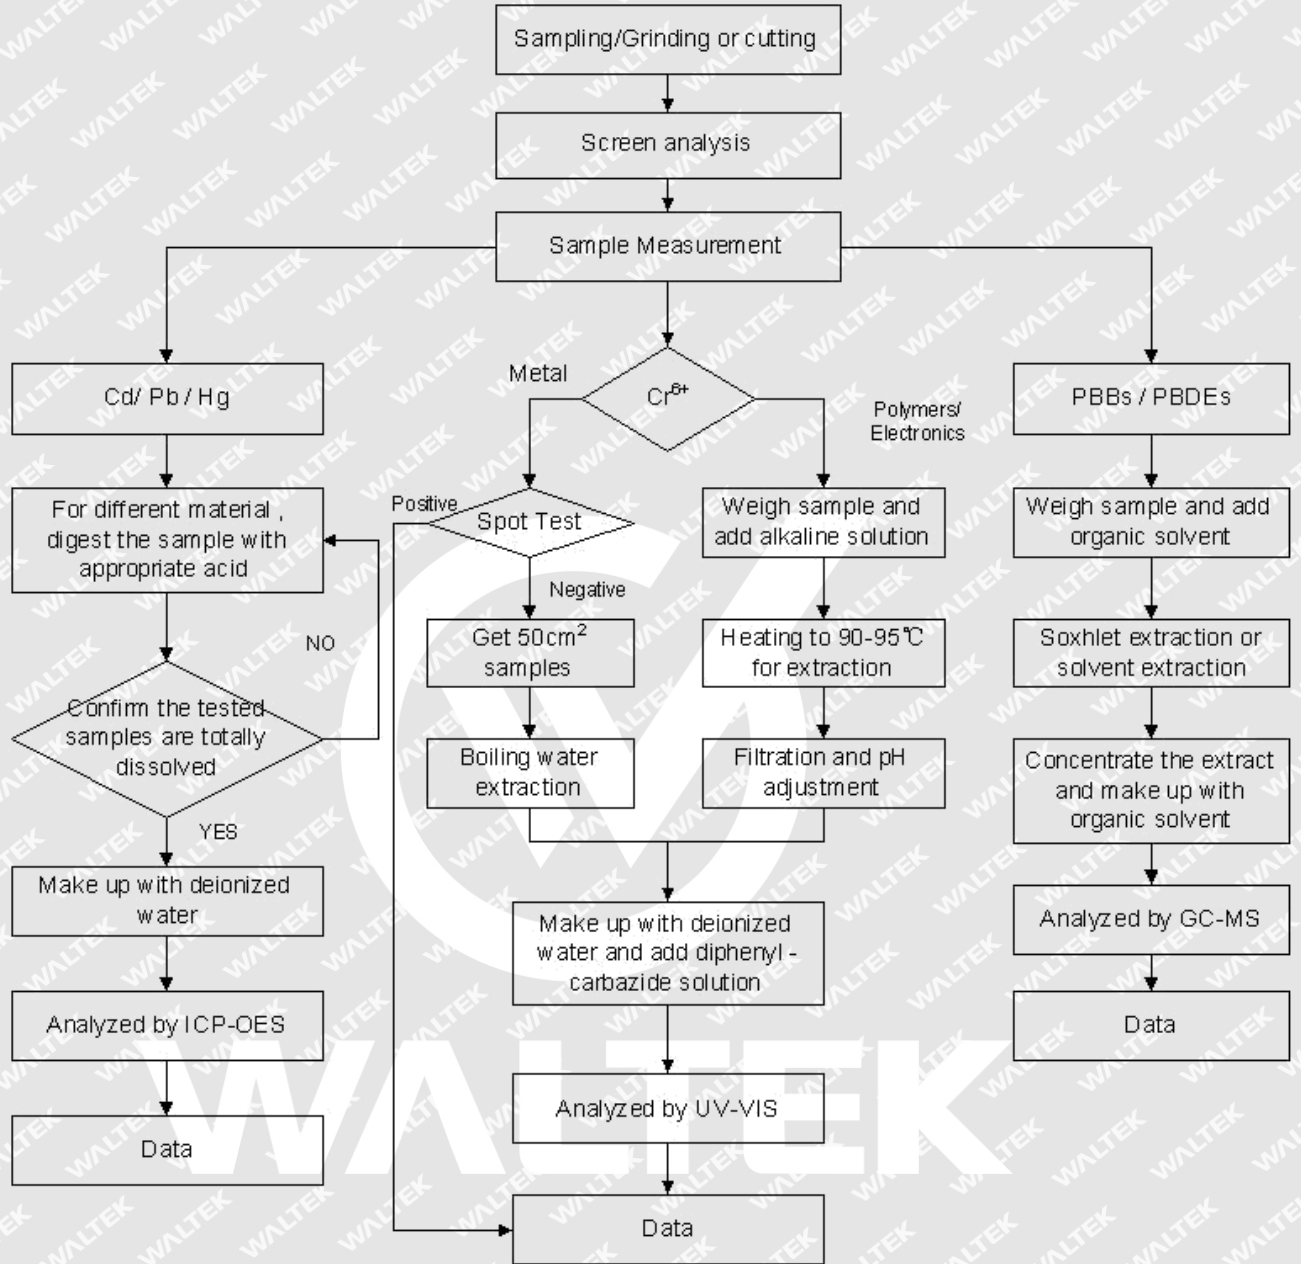 Sampling/Grinding or cutting
Screen analysis
Sample Measurement
Cd/ Pb / Hg
For different material ,
digest the sample with
appropriate acid
NO
Confirm the tested
samples are totally
dissolved
YES
Make up with deionized
water
Analyzed by ICP-OES
Data
Metal
Cr⁶⁺
Polymers/
Electronics
Positive
Spot Test
Negative
Get 50cm²
samples
Boiling water
extraction
Weigh sample and
add alkaline solution
Heating to 90-95℃
for extraction
Filtration and pH
adjustment
Make up with deionized
water and add diphenyl -
carbazide solution
Analyzed by UV-VIS
Data
PBBs / PBDEs
Weigh sample and add
organic solvent
Soxhlet extraction or
solvent extraction
Concentrate the extract
and make up with
organic solvent
Analyzed by GC-MS
Data
WALTEK